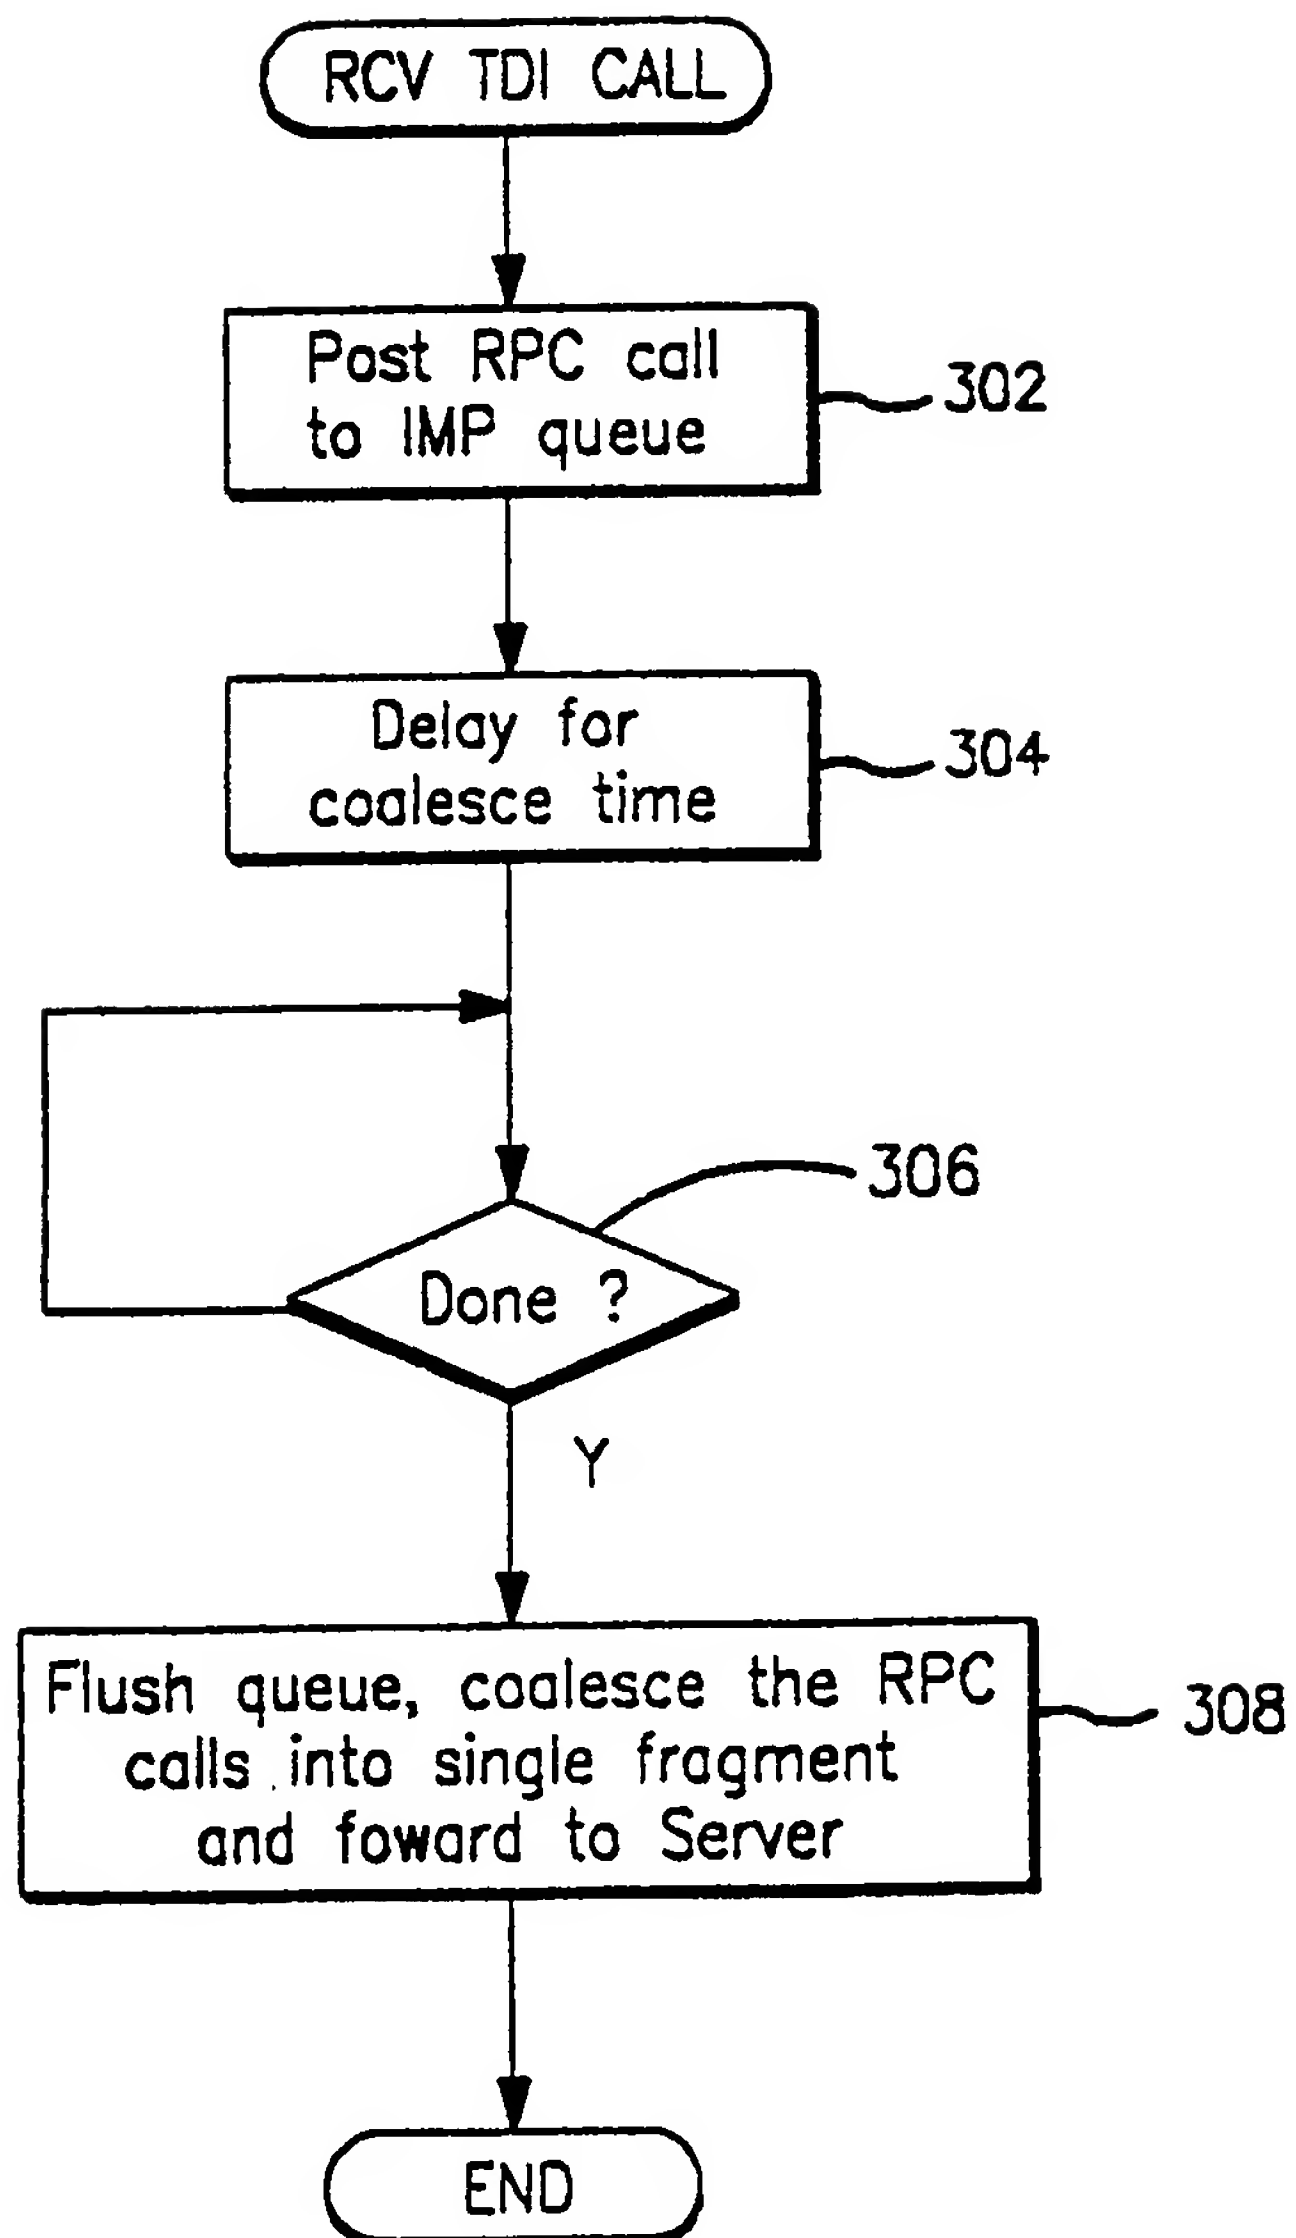 RCV TDI CALL
Post RPC call
to IMP queue
302
Delay for
coalesce time
304
306
Done ?
Y
Flush queue, coalesce the RPC
calls into single fragment
and foward to Server
308
END